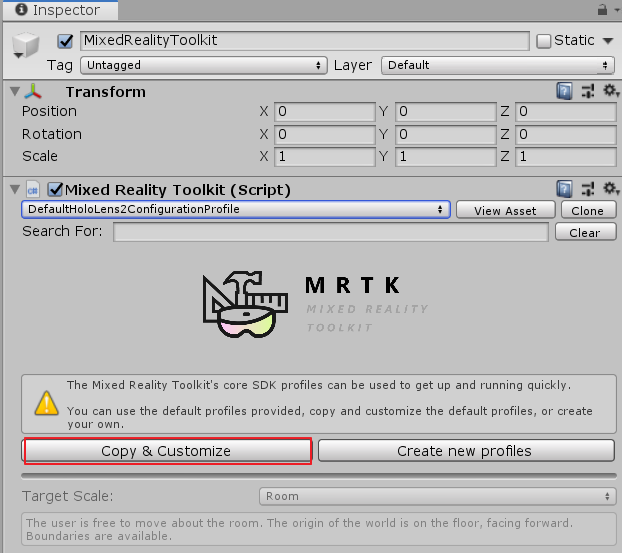 Inspector
MixedRealityToolkit Static
Tag Untagged Layer Default
Transform
Position X 0 Y 0 Z 0
Rotation X 0 Y 0 Z 0
Scale X 1 Y 1 Z 1
Mixed Reality Toolkit (Script)
DefaultHoloLens2ConfigurationProfile View Asset Clone
Search For: Clear
MRTK
MIXED REALITY
TOOLKIT
The Mixed Reality Toolkit's core SDK profiles can be used to get up and running quickly.
You can use the default profiles provided, copy and customize the default profiles, or create
your own.
Copy & Customize Create new profiles
Target Scale: Room
The user is free to move about the room. The origin of the world is on the floor, facing forward.
Boundaries are available.